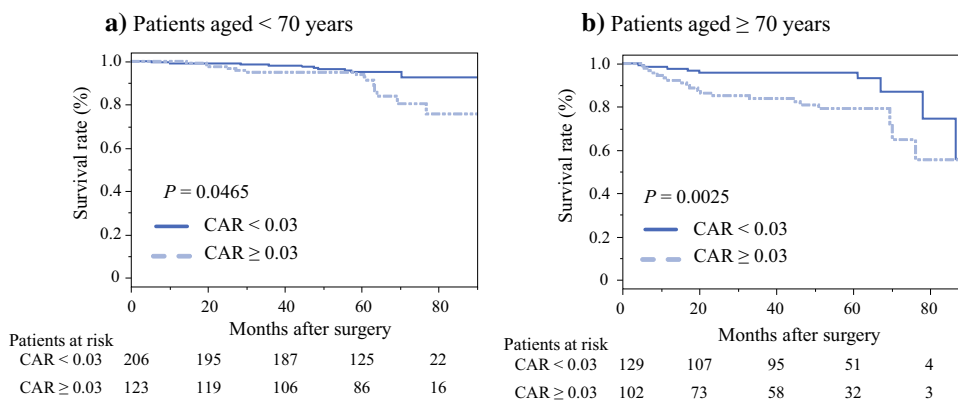 a) Patients aged < 70 years
1.0
0.8
0.6
0.4
0.2
0
Survival rate (%)
P = 0.0465
CAR < 0.03
CAR ≥ 0.03
0 20 40 60 80
Months after surgery
Patients at risk
CAR < 0.03 206 195 187 125 22
CAR ≥ 0.03 123 119 106 86 16
b) Patients aged ≥ 70 years
1.0
0.8
0.6
0.4
0.2
0
Survival rate (%)
P = 0.0025
CAR < 0.03
CAR ≥ 0.03
0 20 40 60 80
Months after surgery
Patients at risk
CAR < 0.03 129 107 95 51 4
CAR ≥ 0.03 102 73 58 32 3